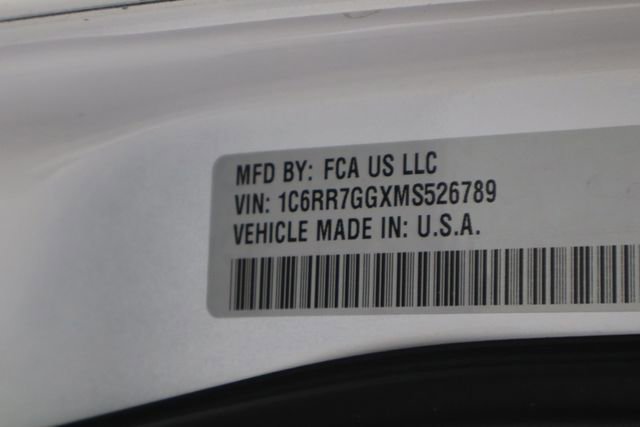 MFD BY: FCA US LLC
VIN: 1C6RR7GGXMS526789
VEHICLE MADE IN: U.S.A.